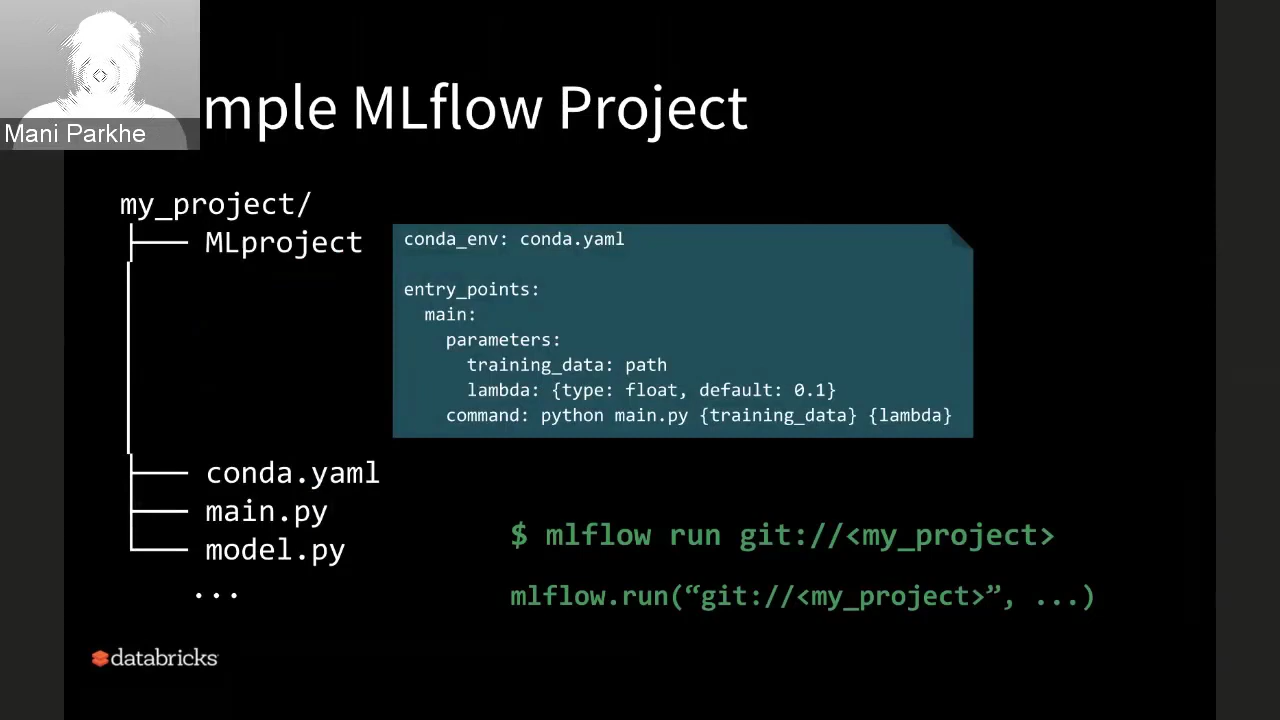 Mani Parkhe
mple MLflow Project
my_project/
MLproject
conda_env: conda.yaml
entry_points:
main:
parameters:
training_data: path
lambda: {type: float, default: 0.1}
command: python main.py {training_data} {lambda}
conda.yaml
main.py
model.py
...
$ mlflow run git://<my_project>
mlflow.run(“git://<my_project>”, ...)
databricks